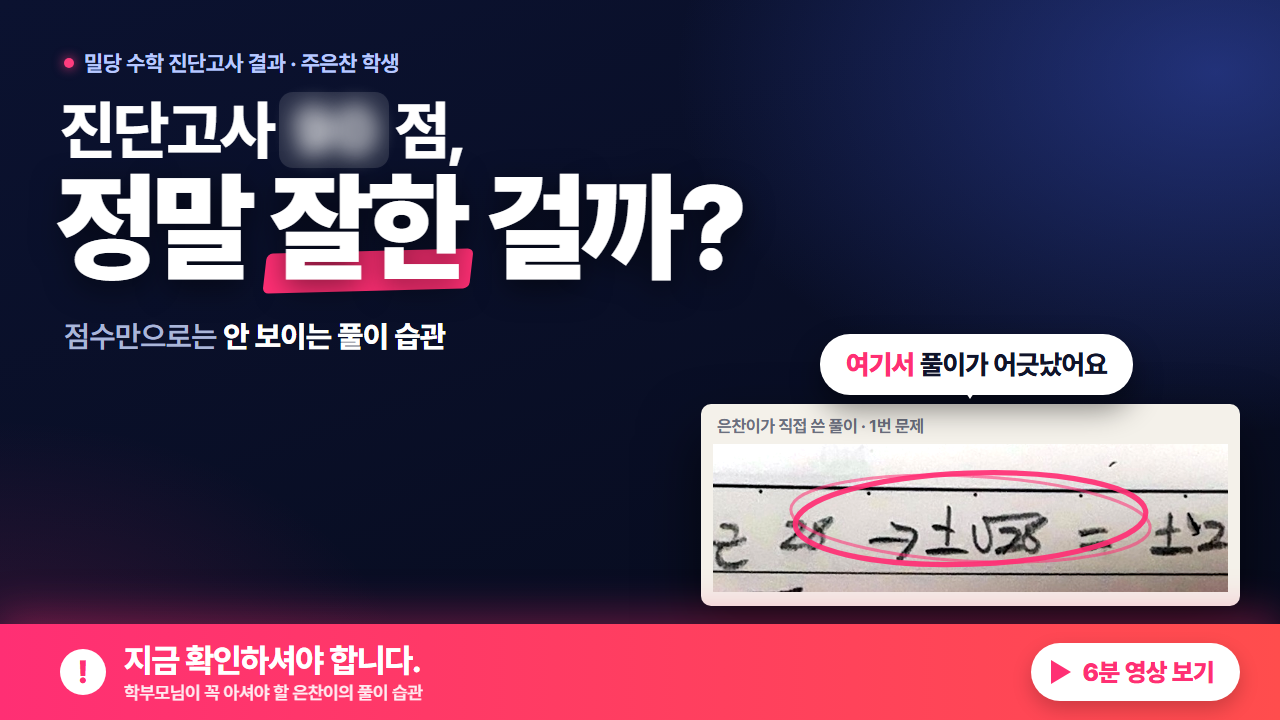 밀당 수학 진단고사 결과 · 주은찬 학생
진단고사 점,
정말 잘한 걸까?
점수만으로는 안 보이는 풀이 습관
여기서 풀이가 어긋났어요
은찬이가 직접 쓴 풀이 · 1번 문제
28 → ±√28 = ±
! 지금 확인하셔야 합니다.
학부모님이 꼭 아셔야 할 은찬이의 풀이 습관
6분 영상 보기